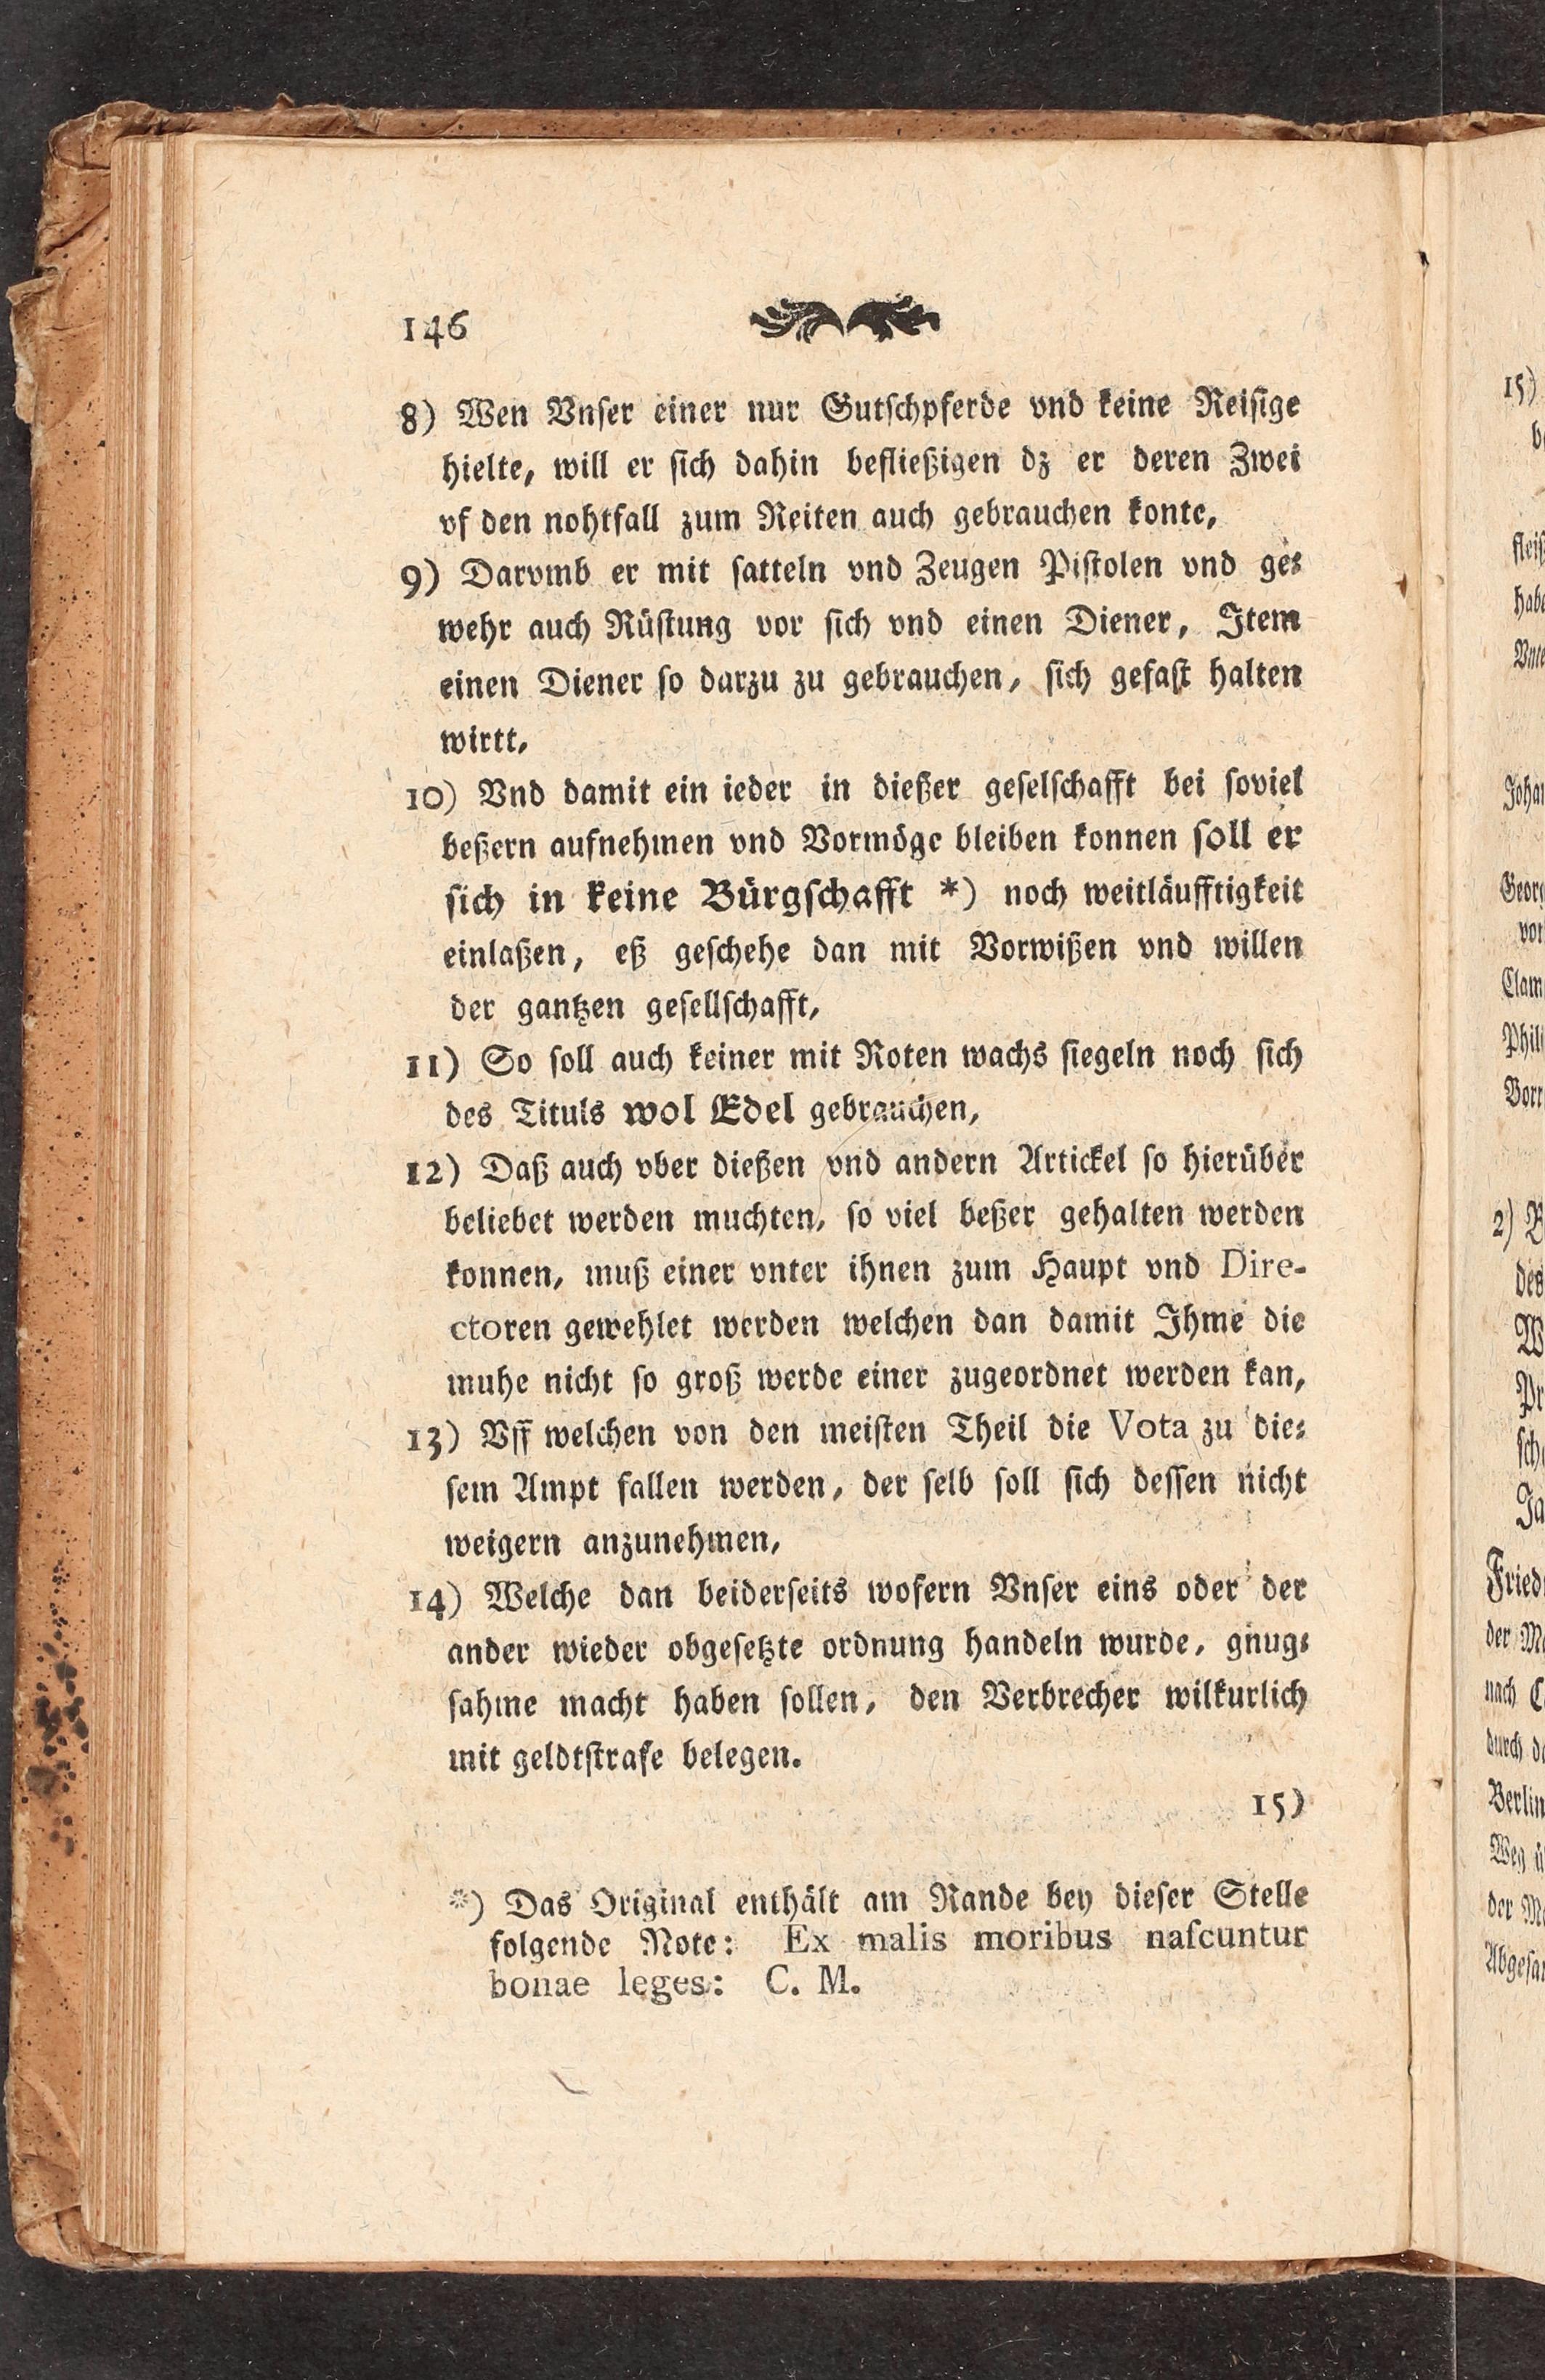 146
8) Wen Vnſer einer nur Gutſchpferde vnd keine Reiſige
hielte, will er ſich dahin befließigen dz er deren Zwei
vf den nohtfall zum Reiten auch gebrauchen konte,
9) Darvmb er mit ſatteln vnd Zeugen Piſtolen vnd ge⸗
wehr auch Rüſtung vor ſich vnd einen Diener, Item
einen Diener ſo darzu zu gebrauchen, ſich gefaſt halten
wirtt,
10) Vnd damit ein ieder in dießer geſelſchafft bei ſoviel
beßern aufnehmen vnd Vormöge bleiben konnen ſoll er
ſich in keine Bürgſchafft *) noch weitläufftigkeit
einlaßen, eß geſchehe dan mit Vorwißen vnd willen
der gantzen geſellſchafft,
11) So ſoll auch keiner mit Roten wachs ſiegeln noch ſich
des Tituls wol Edel gebrauchen,
12) Daß auch vber dießen vnd andern Artickel ſo hierüber
beliebet werden muchten, ſo viel beßer gehalten werden
konnen, muß einer vnter ihnen zum Haupt vnd Dire-
ctoren gewehlet werden welchen dan damit Ihme die
muhe nicht ſo groß werde einer zugeordnet werden kan,
13) Vff welchen von den meiſten Theil die Vota zu die⸗
ſem Ampt fallen werden, der ſelb ſoll ſich deſſen nicht
weigern anzunehmen,
14) Welche dan beiderſeits wofern Vnſer eins oder der
ander wieder obgeſetzte ordnung handeln wurde, gnug⸗
ſahme macht haben ſollen, den Verbrecher wilkurlich
mit geldtſtrafe belegen.
15)
*) Das Original enthält am Rande bey dieſer Stelle
folgende Note: Ex malis moribus naſcuntur
bonae leges: C. M.
15)
2)